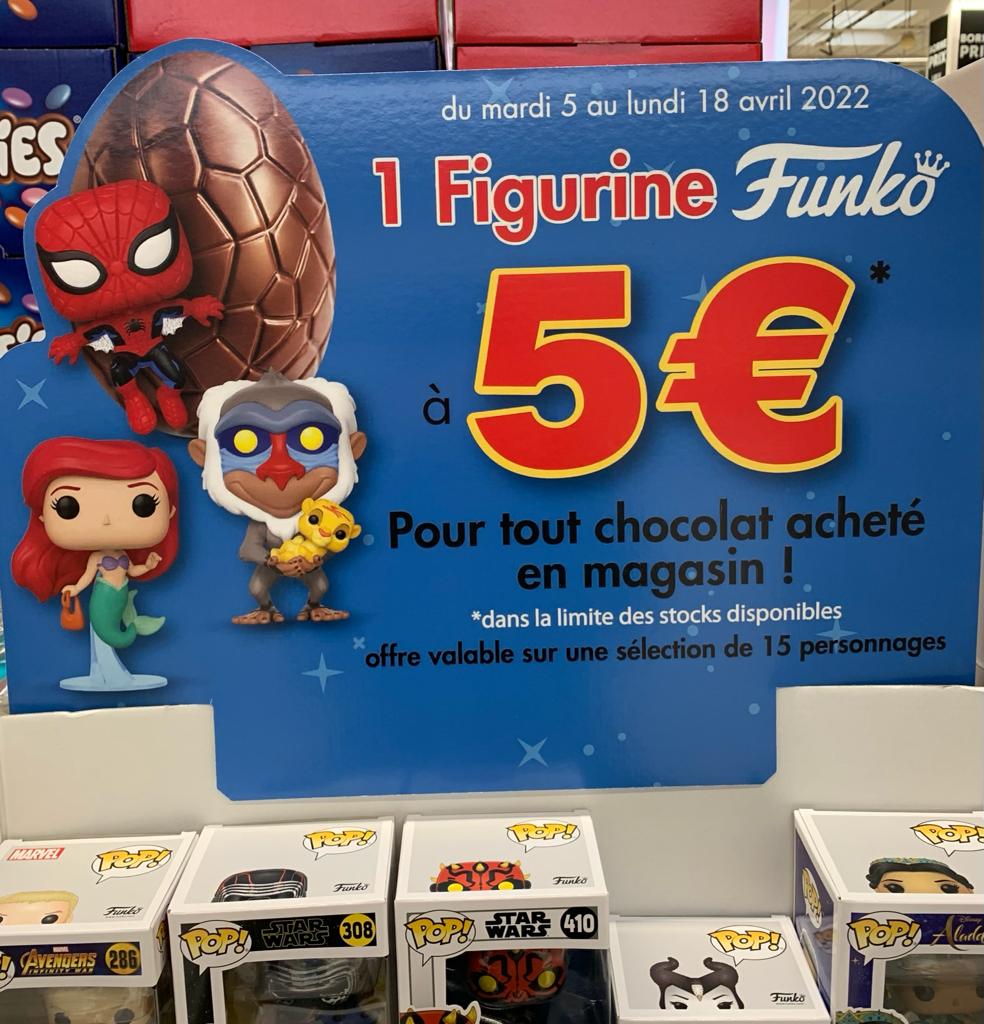 du mardi 5 au lundi 18 avril 2022
1 Figurine Funko
à 5€*
Pour tout chocolat acheté
en magasin !
*dans la limite des stocks disponibles
offre valable sur une sélection de 15 personnages
MARVEL
POP!
Funko
MARVEL
AVENGERS
INFINITY WAR
286
POP!
Funko
POP!
STAR
WARS
308
POP!
Funko
POP!
STAR
WARS
410
POP!
Funko
POP!
POP!
Disney